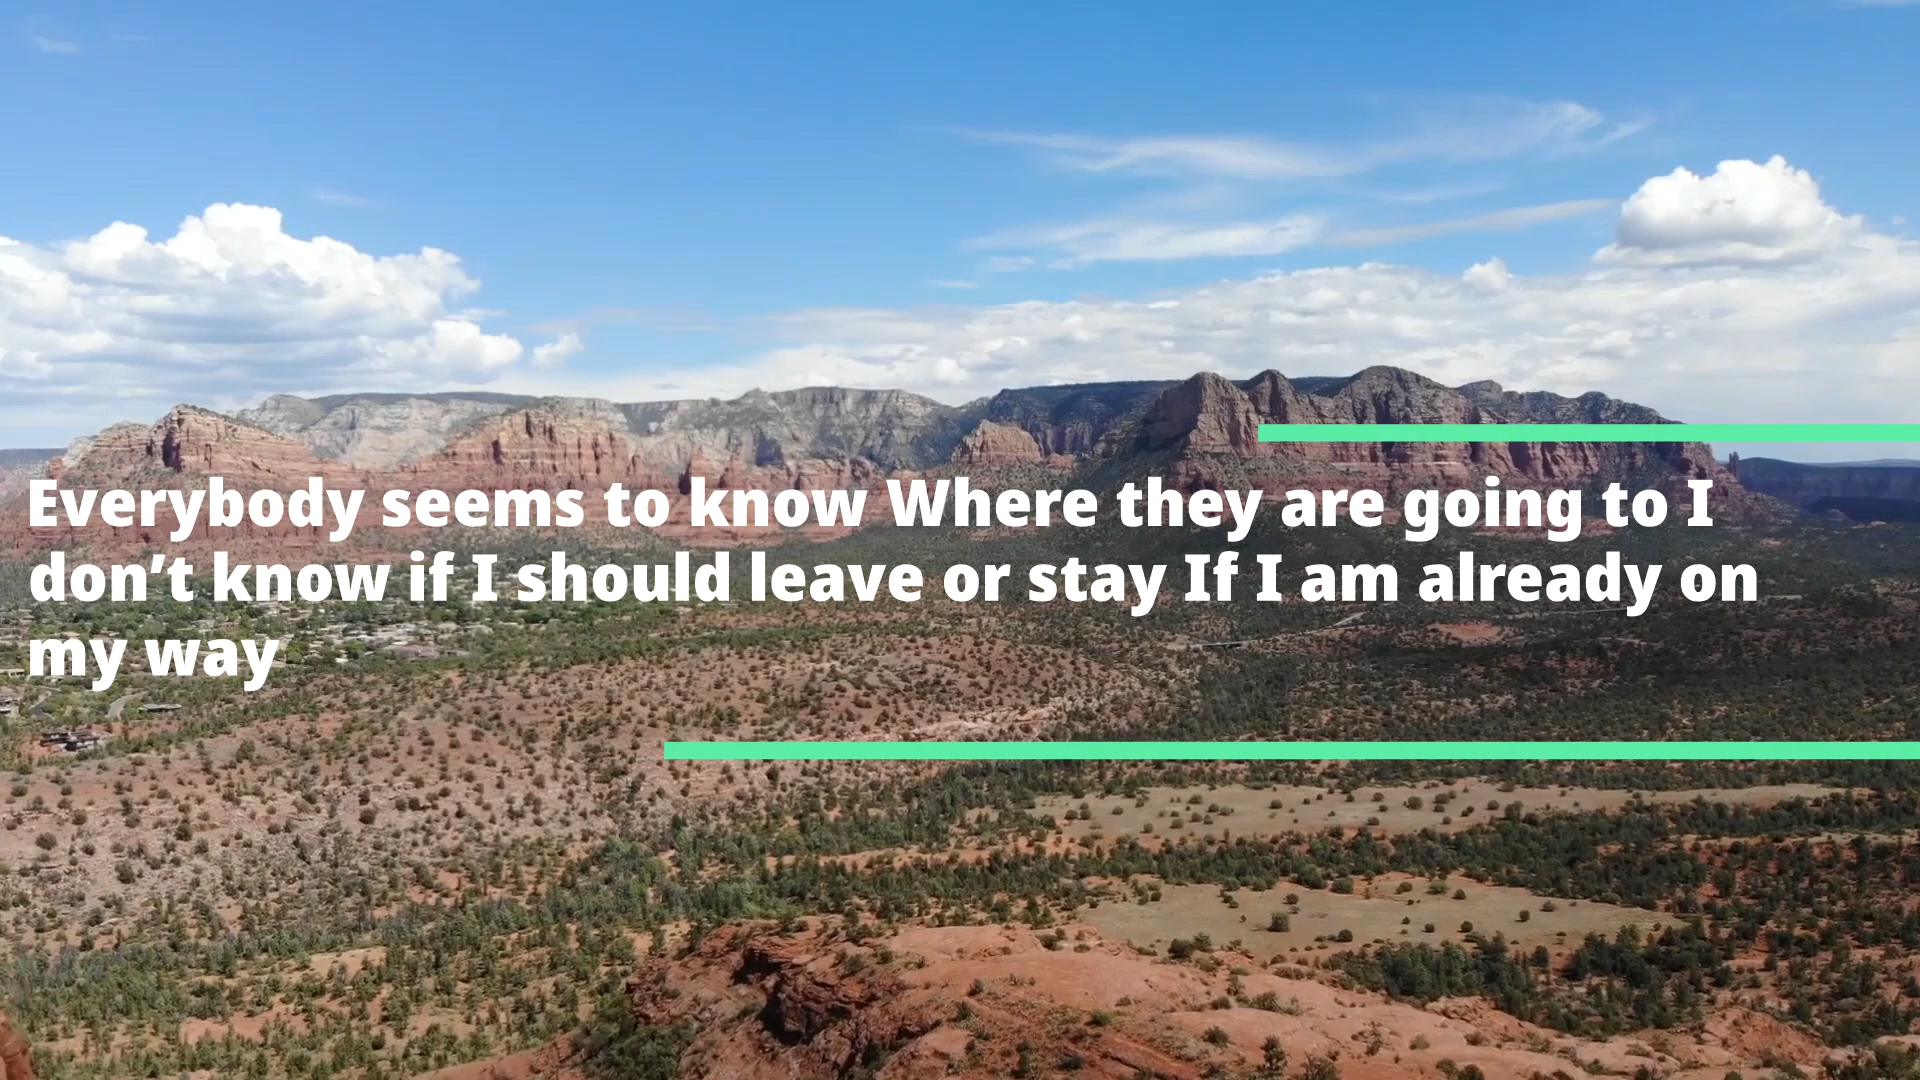 Everybody seems to know Where they are going to I
don’t know if I should leave or stay If I am already on
my way